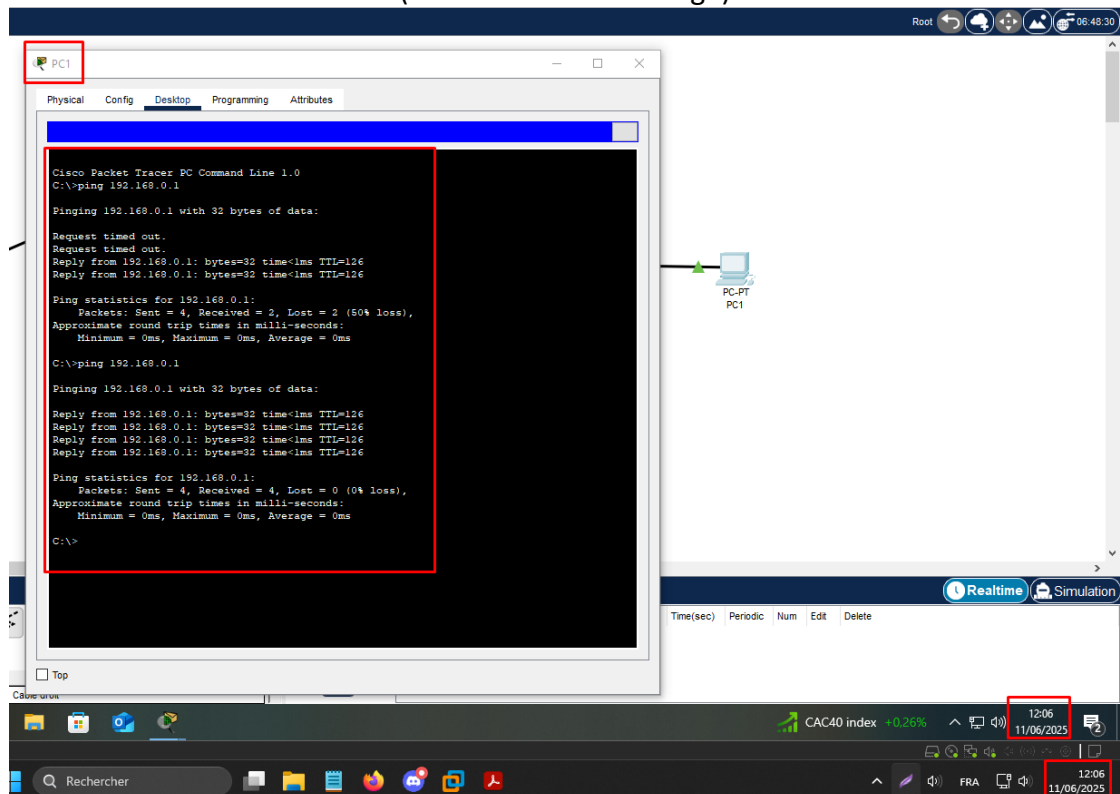 Root
06:48:30
PC1
Physical Config Desktop Programming Attributes
Cisco Packet Tracer PC Command Line 1.0
C:\>ping 192.168.0.1
Pinging 192.168.0.1 with 32 bytes of data:
Request timed out.
Request timed out.
Reply from 192.168.0.1: bytes=32 time<1ms TTL=126
Reply from 192.168.0.1: bytes=32 time<1ms TTL=126
Ping statistics for 192.168.0.1:
Packets: Sent = 4, Received = 2, Lost = 2 (50% loss),
Approximate round trip times in milli-seconds:
Minimum = 0ms, Maximum = 0ms, Average = 0ms
C:\>ping 192.168.0.1
Pinging 192.168.0.1 with 32 bytes of data:
Reply from 192.168.0.1: bytes=32 time<1ms TTL=126
Reply from 192.168.0.1: bytes=32 time<1ms TTL=126
Reply from 192.168.0.1: bytes=32 time<1ms TTL=126
Reply from 192.168.0.1: bytes=32 time<1ms TTL=126
Ping statistics for 192.168.0.1:
Packets: Sent = 4, Received = 4, Lost = 0 (0% loss),
Approximate round trip times in milli-seconds:
Minimum = 0ms, Maximum = 0ms, Average = 0ms
C:\>
Top
PC-PT
PC1
Realtime Simulation
Time(sec) Periodic Num Edit Delete
CAC40 index +0,26%
12:06
11/06/2025
2
Rechercher
FRA
12:06
11/06/2025